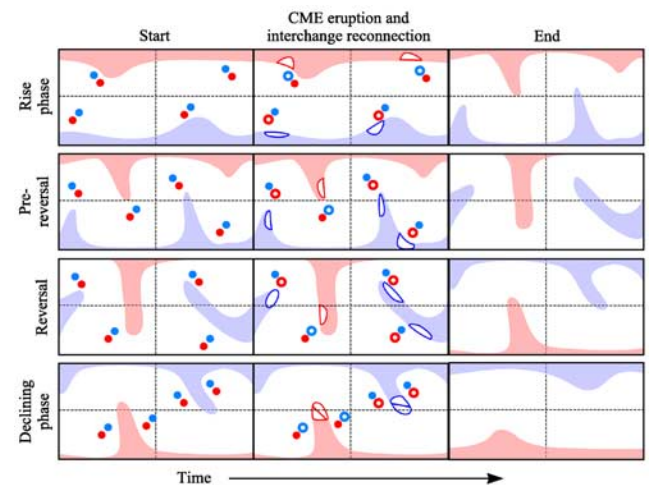 CME eruption and
Start
interchange reconnection
End
Rise
phase
Pre-
reversal
Reversal
Declining
phase
Time